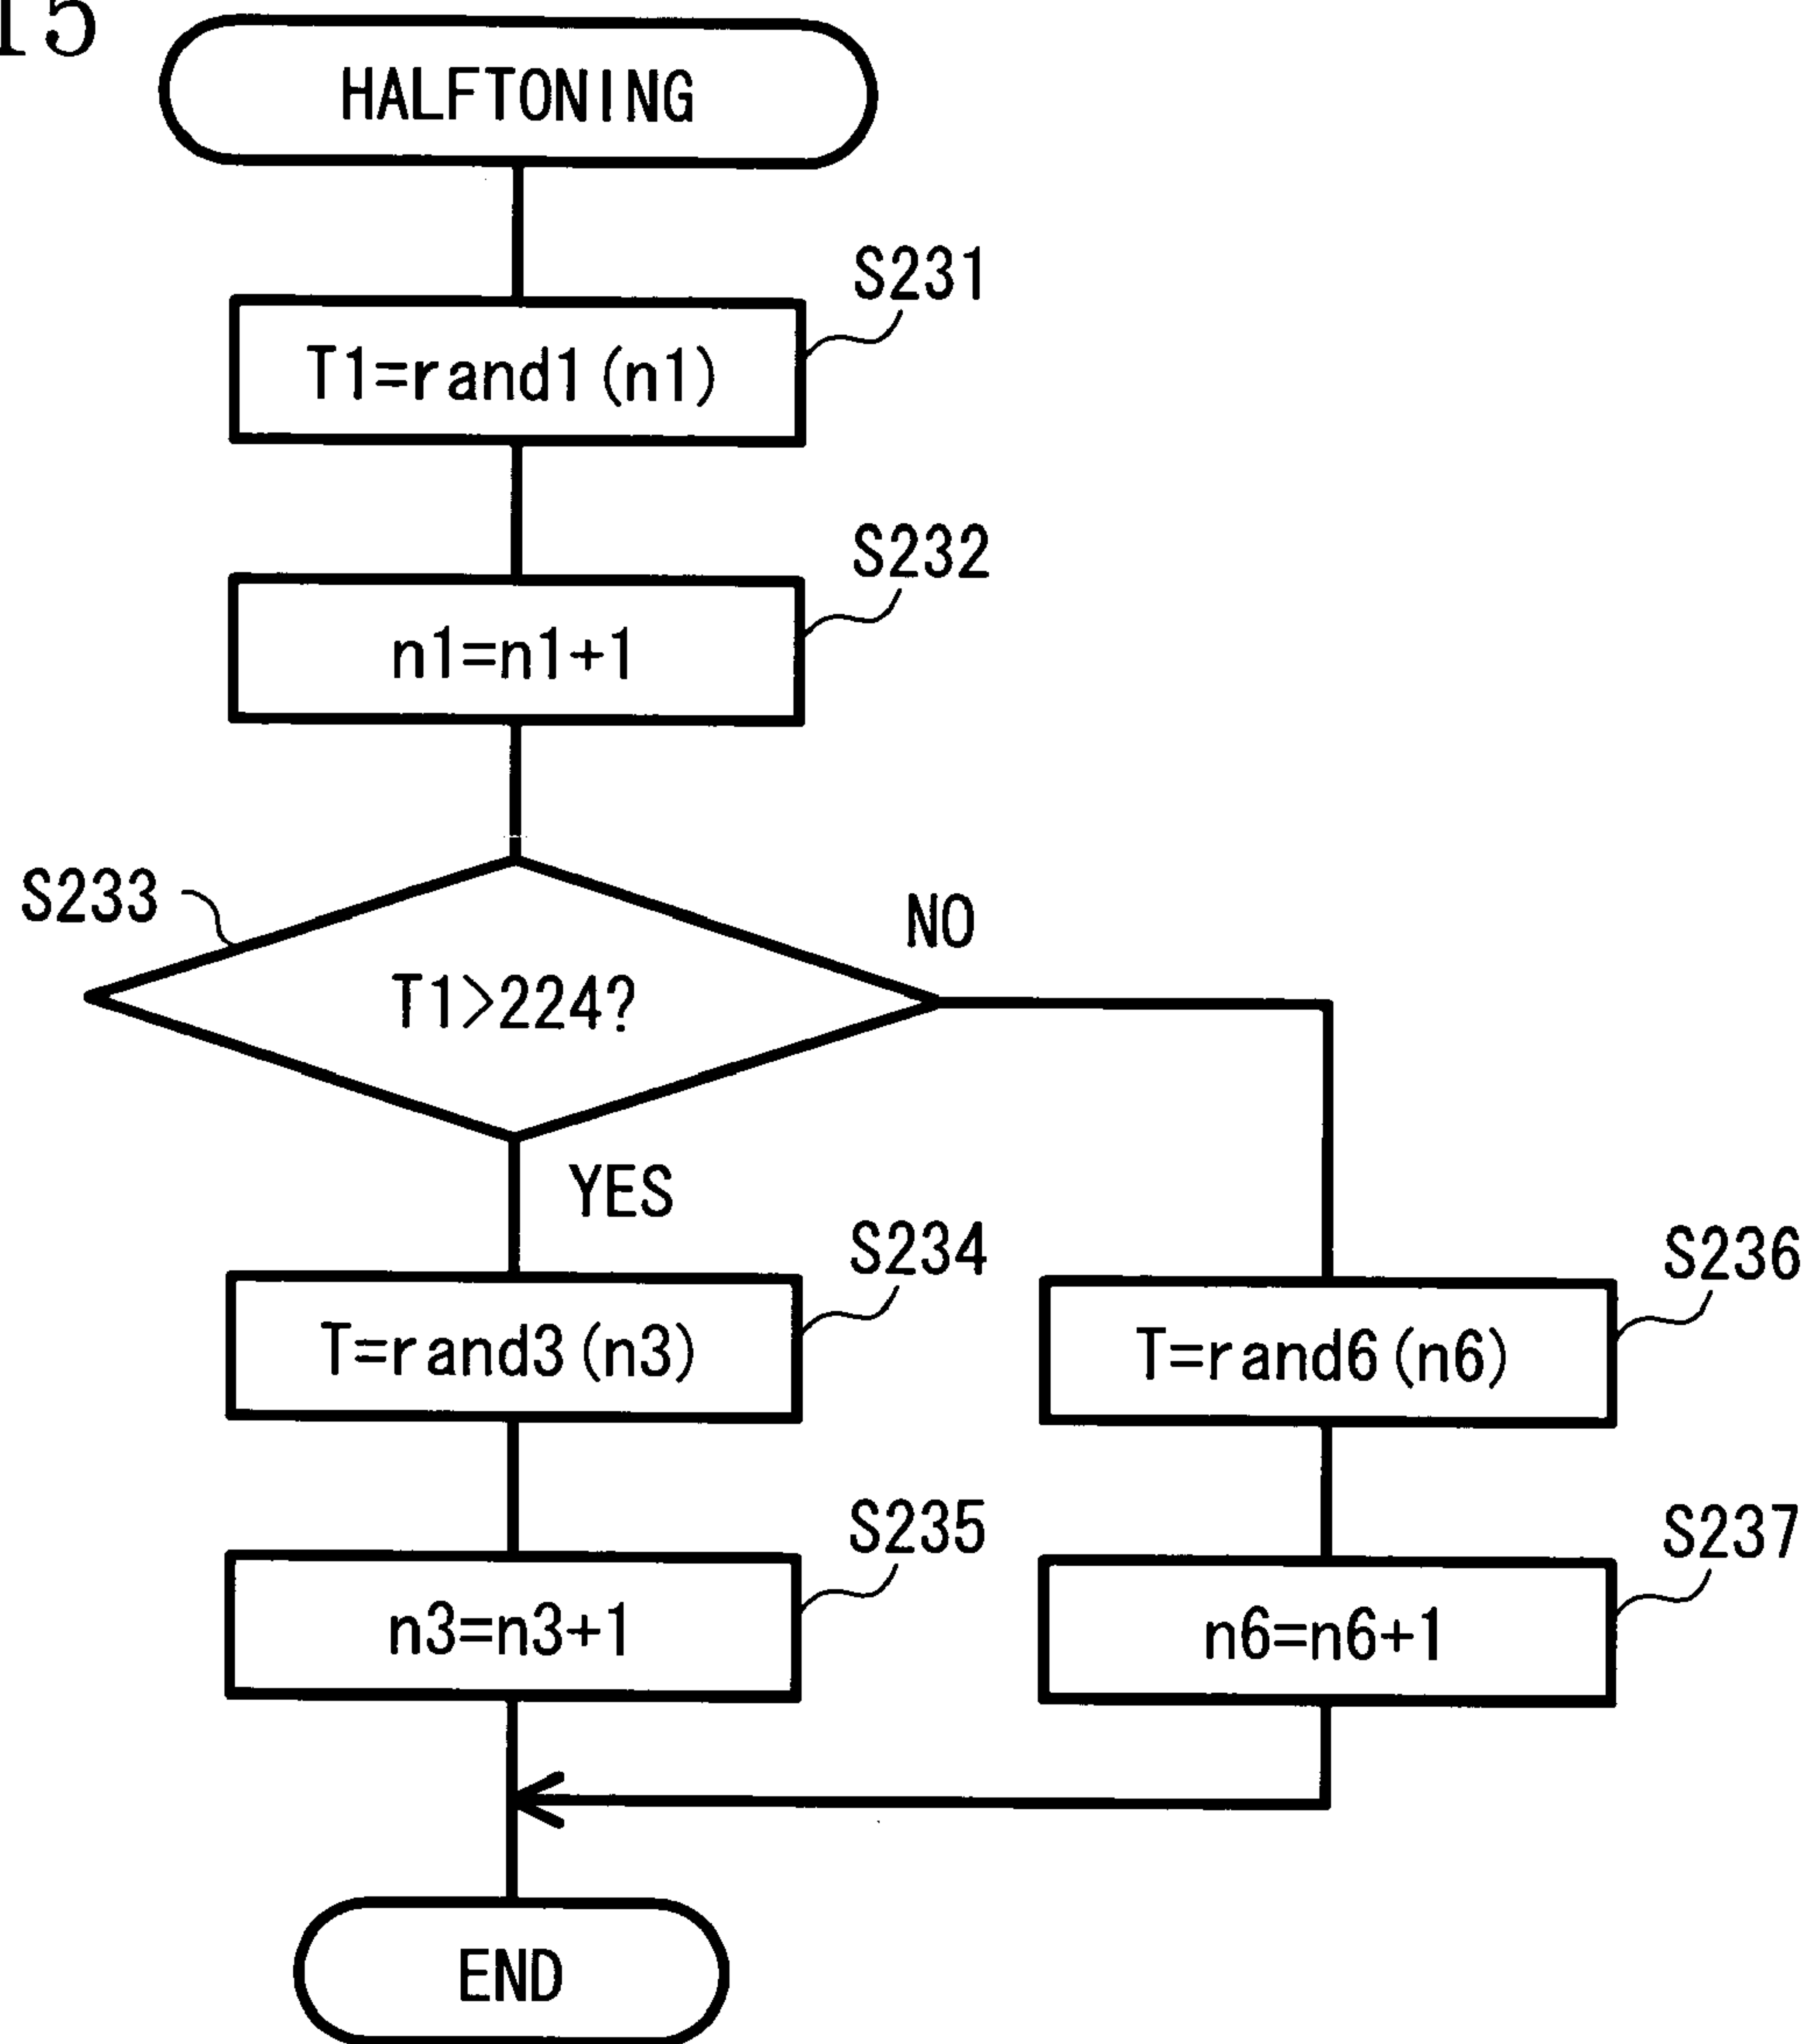 15
HALFTONING
S231
T1=rand1(n1)
S232
n1=n1+1
S233
NO
T1>224?
YES
S234
S236
T=rand3(n3)
T=rand6(n6)
S235
S237
n3=n3+1
n6=n6+1
END